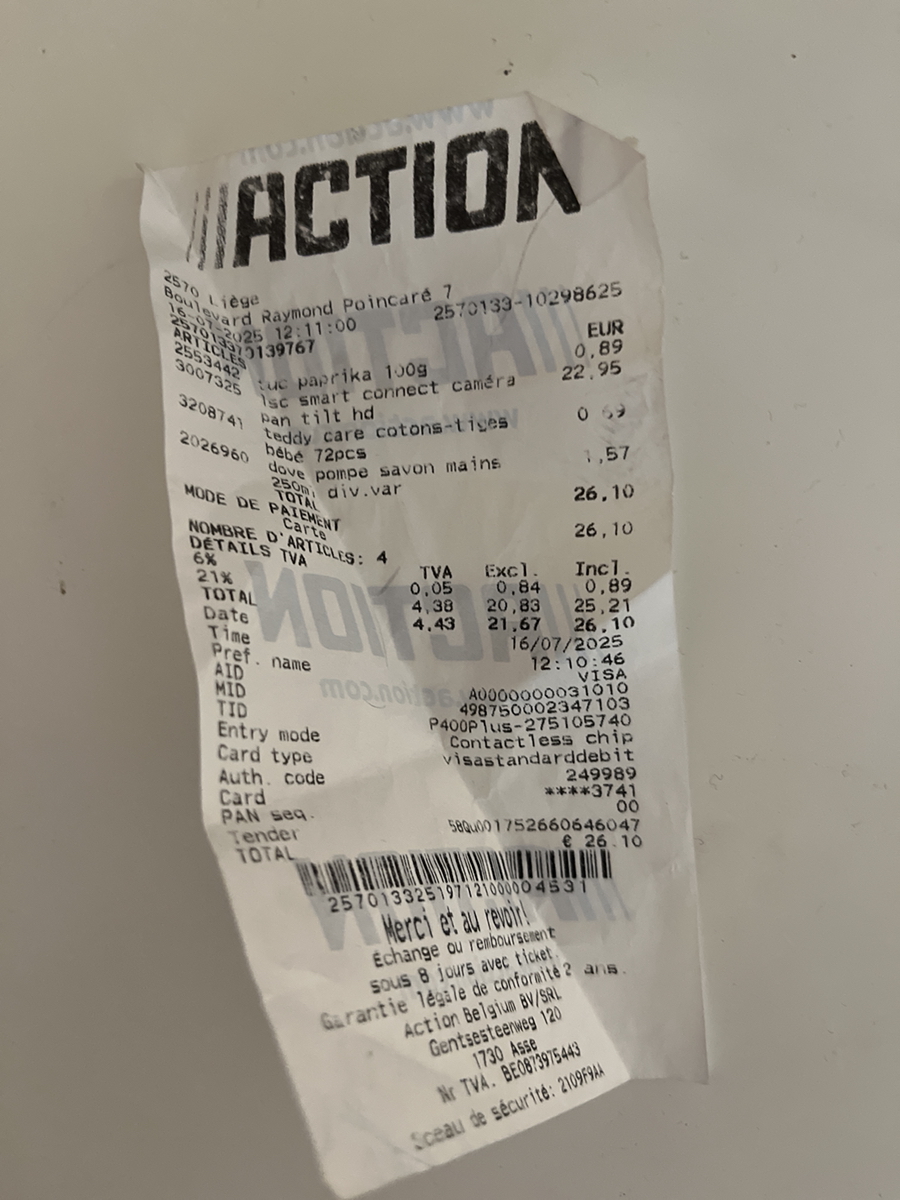 ACTION
2570 Liège
Boulevard Raymond Poincaré 7
16-07-2025 12:11:00 2570133-10298625
ARTICLES EUR
2553442 tuc paprika 100g 0,89
3007325 lsc smart connect caméra 22,95
pan tilt hd
3208741 teddy care cotons-tiges 0 69
bébé 72pcs
2026960 dove pompe savon mains 1,57
250m, div.var
TOTAL 26,10
MODE DE PAIEMENT
Carte 26,10
NOMBRE D'ARTICLES: 4
DÉTAILS TVA TVA Excl. Incl.
6% 0,05 0,84 0,89
21% 4,38 20,83 25,21
TOTAL 4,43 21,67 26,10
Date 16/07/2025
Time 12:10:46
Pref. name VISA
AID A0000000031010
MID 498750002347103
TID P400Plus-275105740
Entry mode Contactless chip
Card type visastandarddebit
Auth. code 249989
Card ****3741
PAN seq. 00
Tender 58Qu001752660646047
TOTAL € 26.10
Merci et au revoir!
Échange ou remboursement
sous 8 jours avec ticket.
Garantie légale de conformité 2 ans.
Action Belgium BV/SRL
Gentsesteenweg 120
1730 Asse
Nr TVA. BE0873975443
Sceau de sécurité: 2109F9AA